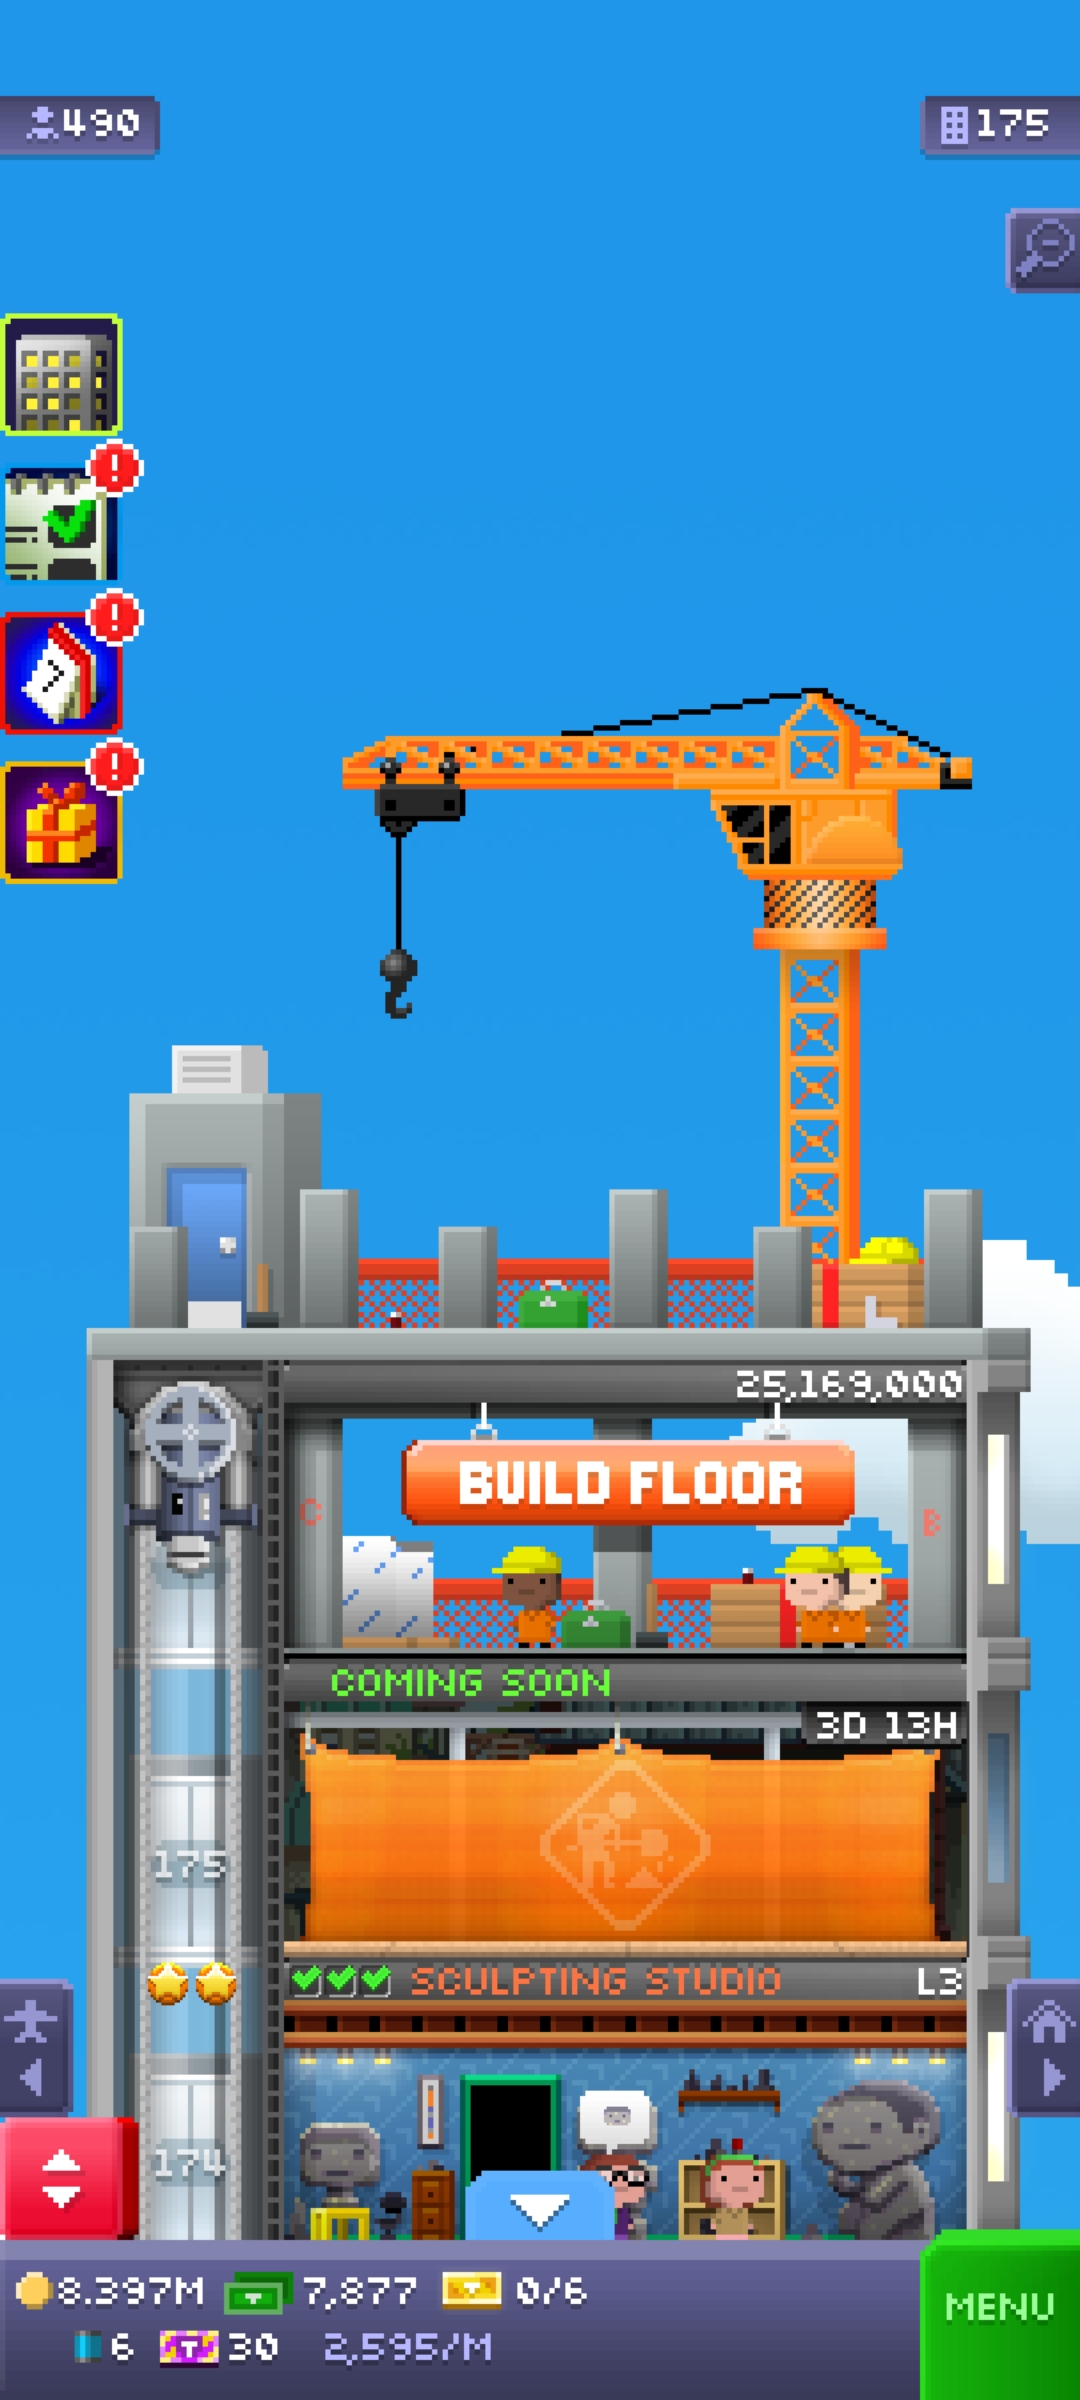 490
175
7
25,169,000
BUILD FLOOR
C
B
COMING SOON
3D 13H
175
SCULPTING STUDIO L3
174
8.397M 7,877 0/6
MENU
6 T 30 2,595/M